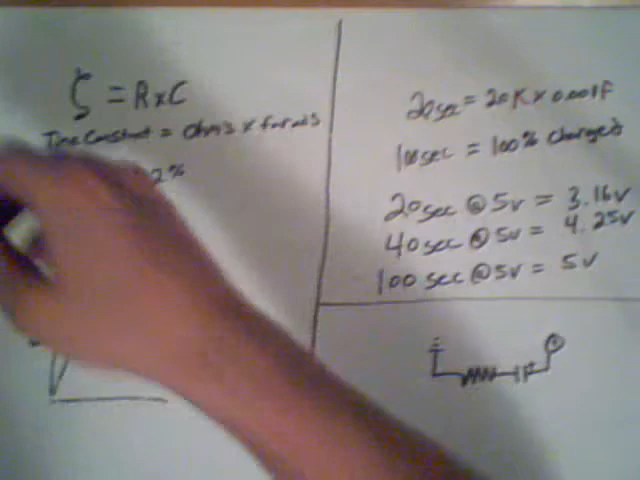 ζ = R x C
Time Constant = ohms x farads
2%
20sec = 20K x 0.001F
100sec = 100% charged
20sec @ 5v = 3.16v
40sec @ 5v = 4.25v
100 sec @ 5v = 5v
+